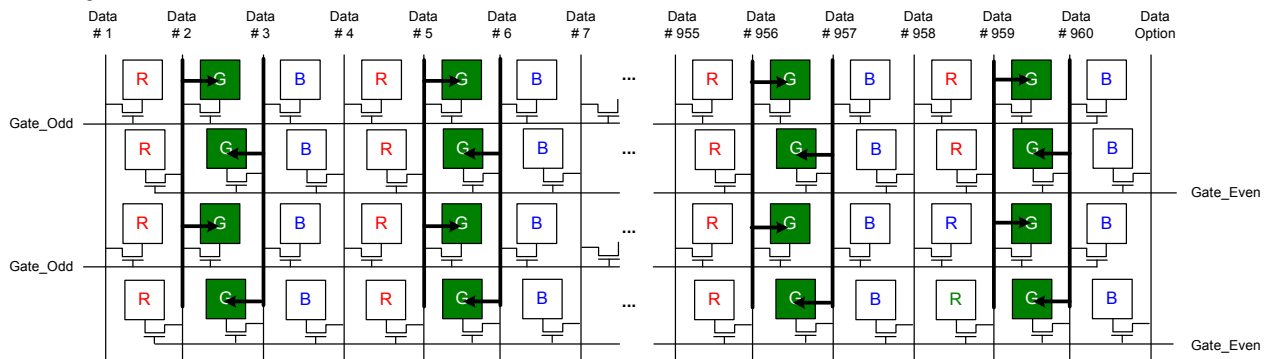 Data Data Data Data Data Data Data Data Data Data Data Data Data Data
# 1 # 2 # 3 # 4 # 5 # 6 # 7 # 955 # 956 # 957 # 958 # 959 # 960 Option
R G B R G B ... R G B R G B
Gate_Odd
R G B R G B ... R G B R G B
Gate_Even
R G B R G B ... R G B R G B
Gate_Odd
R G B R G B ... R G B R G B
Gate_Even